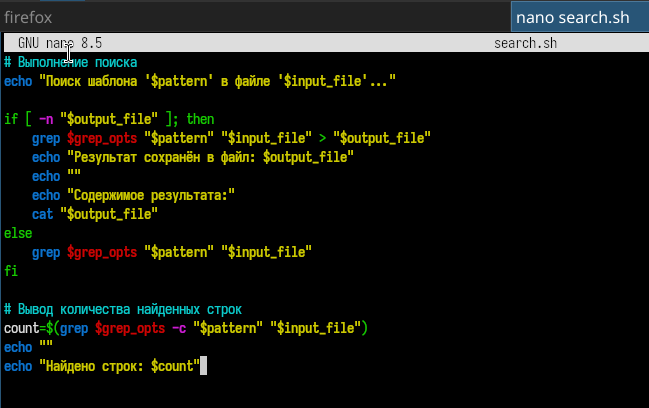 firefox
nano search.sh
GNU nano 8.5 search.sh
# Выполнение поиска
echo "Поиск шаблона '$pattern' в файле '$input_file'..."
if [ -n "$output_file" ]; then
grep $grep_opts "$pattern" "$input_file" > "$output_file"
echo "Результат сохранён в файл: $output_file"
echo ""
echo "Содержимое результата:"
cat "$output_file"
else
grep $grep_opts "$pattern" "$input_file"
fi
# Вывод количества найденных строк
count=$(grep $grep_opts -c "$pattern" "$input_file")
echo ""
echo "Найдено строк: $count"